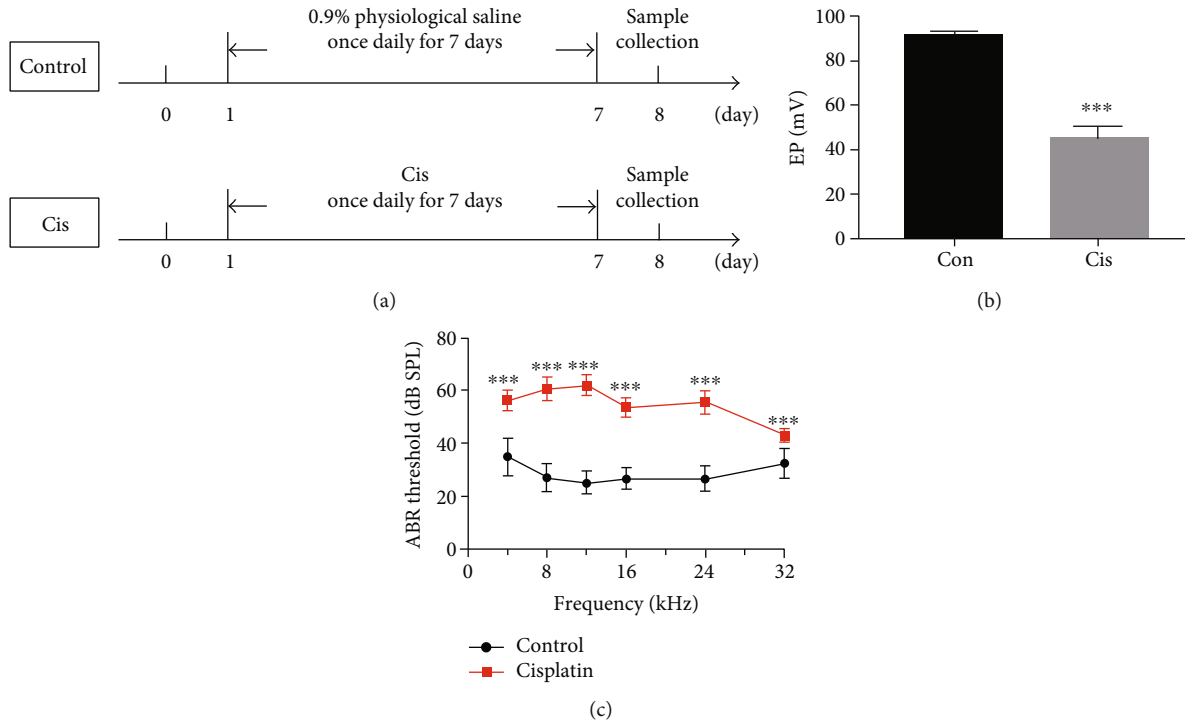 0.9% physiological saline
once daily for 7 days
Sample
collection
Control
0 1 7 8 (day)
Cis
once daily for 7 days
Sample
collection
Cis
0 1 7 8 (day)
(a)
100
80
60
40
20
0
EP (mV)
***
Con Cis
(b)
80
60
40
20
0
ABR threshold (dB SPL)
*** *** *** *** *** ***
0 8 16 24 32
Frequency (kHz)
Control
Cisplatin
(c)